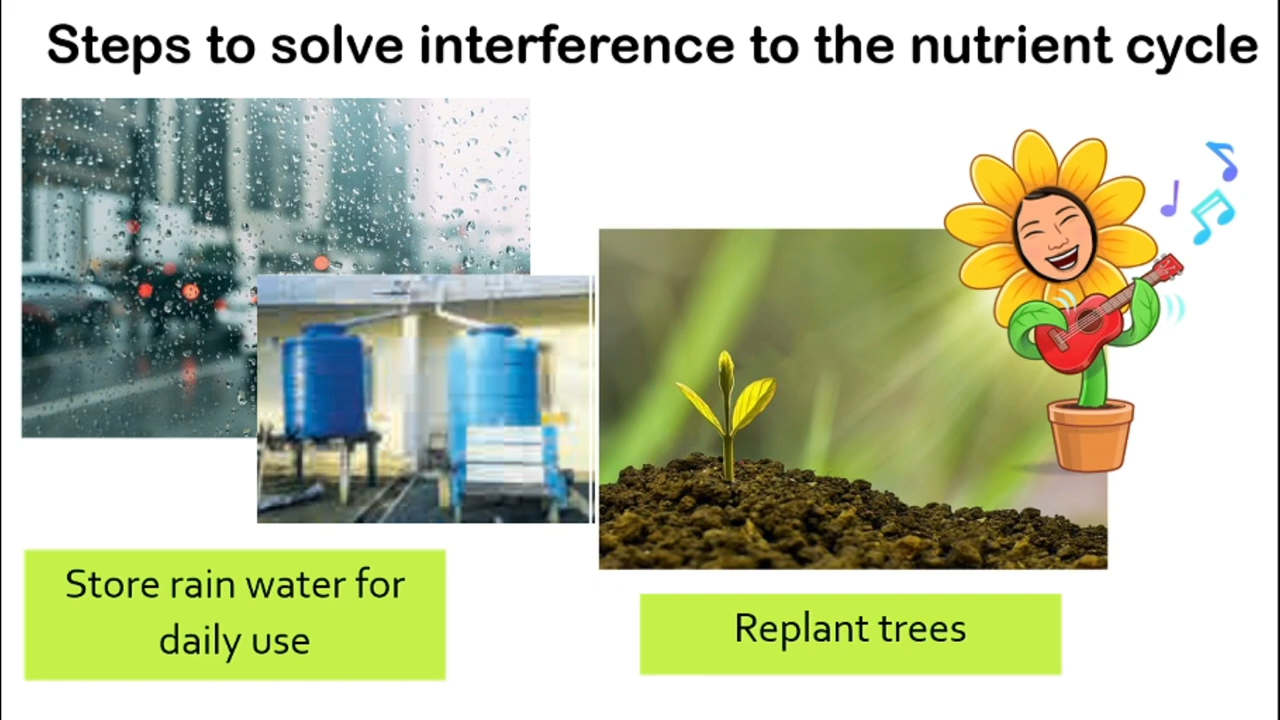 Steps to solve interference to the nutrient cycle
Store rain water for
daily use
Replant trees